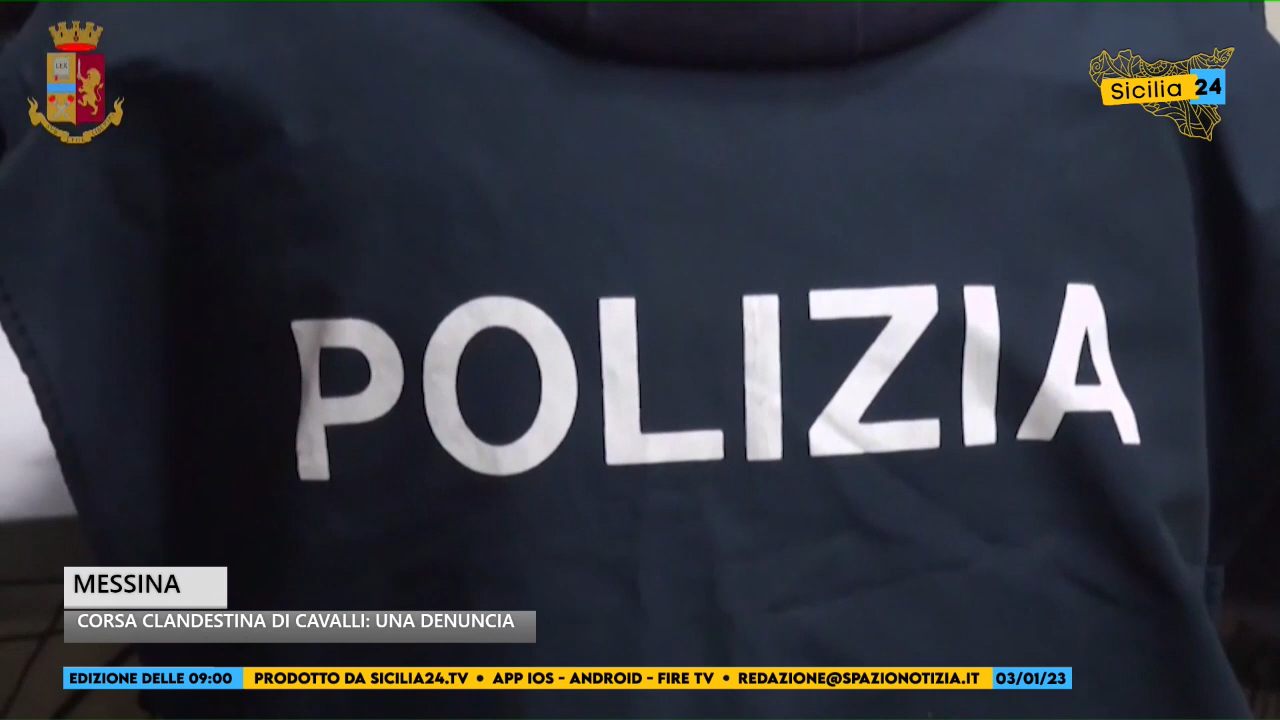 LEX
Sicilia 24
POLIZIA
MESSINA
CORSA CLANDESTINA DI CAVALLI: UNA DENUNCIA
EDIZIONE DELLE 09:00 PRODOTTO DA SICILIA24.TV • APP IOS - ANDROID - FIRE TV • REDAZIONE@SPAZIONOTIZIA.IT 03/01/23